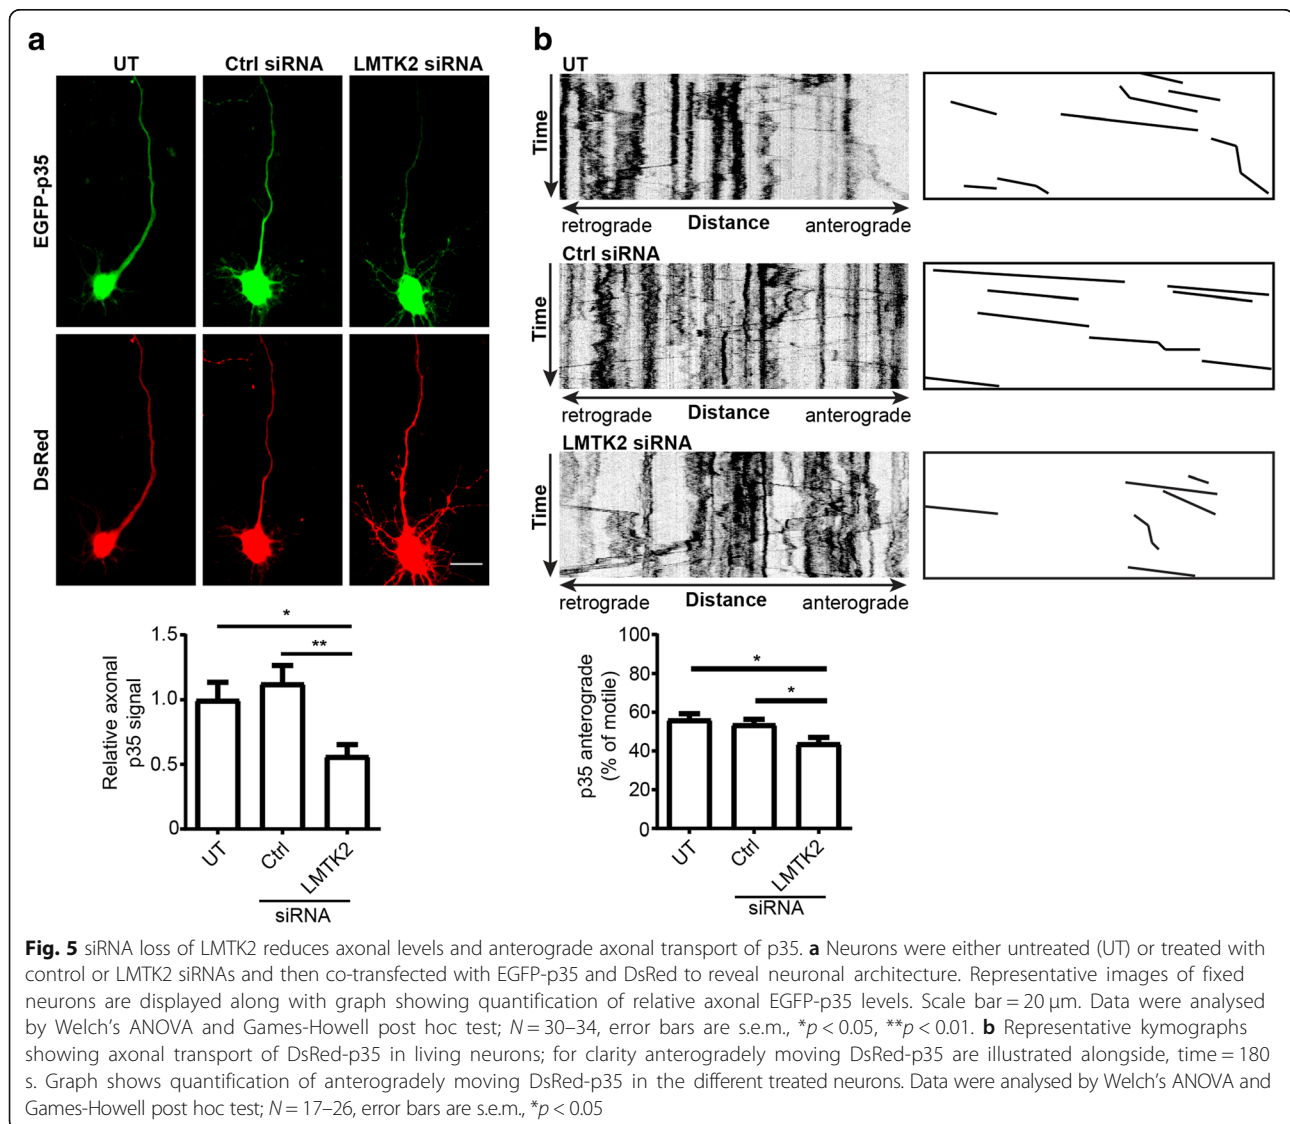 a
UT
Ctrl siRNA
LMTK2 siRNA
EGFP-p35
DsRed
*
**
1.5
1.0
0.5
0
Relative axonal
p35 signal
UT
Ctrl
LMTK2
siRNA
b
UT
Time
retrograde
Distance
anterograde
Ctrl siRNA
Time
retrograde
Distance
anterograde
LMTK2 siRNA
Time
retrograde
Distance
anterograde
*
*
100
80
60
40
20
0
p35 anterograde
(% of motile)
UT
Ctrl
LMTK2
siRNA
Fig. 5 siRNA loss of LMTK2 reduces axonal levels and anterograde axonal transport of p35. a Neurons were either untreated (UT) or treated with
control or LMTK2 siRNAs and then co-transfected with EGFP-p35 and DsRed to reveal neuronal architecture. Representative images of fixed
neurons are displayed along with graph showing quantification of relative axonal EGFP-p35 levels. Scale bar = 20 μm. Data were analysed
by Welch's ANOVA and Games-Howell post hoc test; N = 30–34, error bars are s.e.m., *p < 0.05, **p < 0.01. b Representative kymographs
showing axonal transport of DsRed-p35 in living neurons; for clarity anterogradely moving DsRed-p35 are illustrated alongside, time = 180
s. Graph shows quantification of anterogradely moving DsRed-p35 in the different treated neurons. Data were analysed by Welch's ANOVA and
Games-Howell post hoc test; N = 17–26, error bars are s.e.m., *p < 0.05